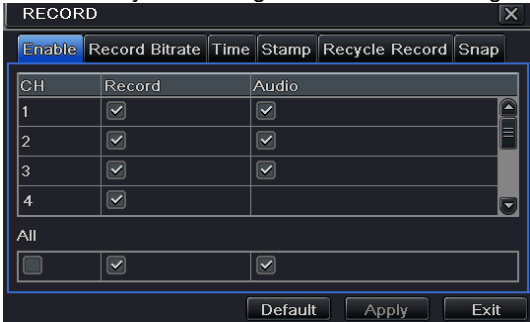 RECORD
Enable Record Bitrate Time Stamp Recycle Record Snap
CH Record Audio
1
2
3
4
All
Default Apply Exit